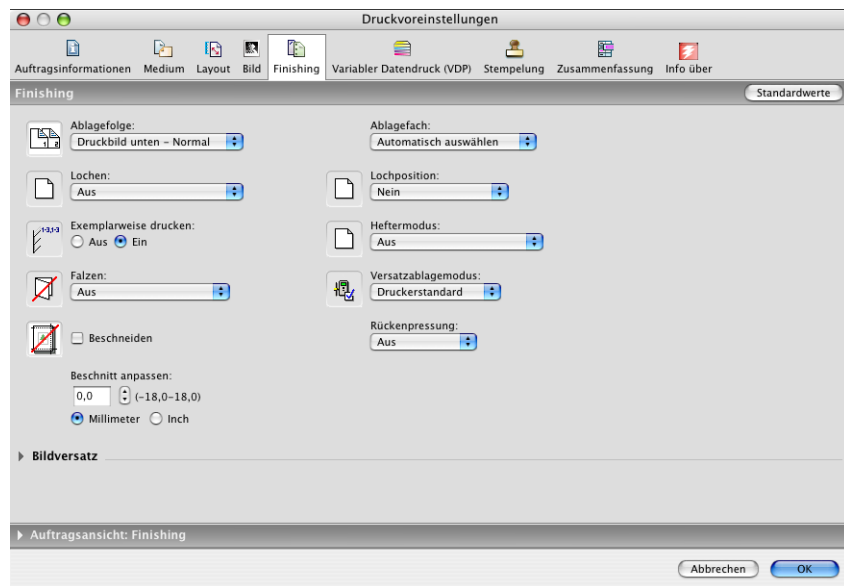 Druckvoreinstellungen
Auftragsinformationen Medium Layout Bild Finishing Variabler Datendruck (VDP) Stempelung Zusammenfassung Info über
Finishing Standardwerte
Ablagefolge: Ablagefach:
Druckbild unten – Normal Automatisch auswählen
Lochen: Lochposition:
Aus Nein
Exemplarweise drucken: Heftermodus:
Aus Ein Aus
Falzen: Versatzablagemodus:
Aus Druckerstandard
Beschneiden Rückenpressung:
Aus
Beschnitt anpassen:
0,0 (–18,0–18,0)
Millimeter Inch
Bildversatz
Auftragsansicht: Finishing
Abbrechen OK